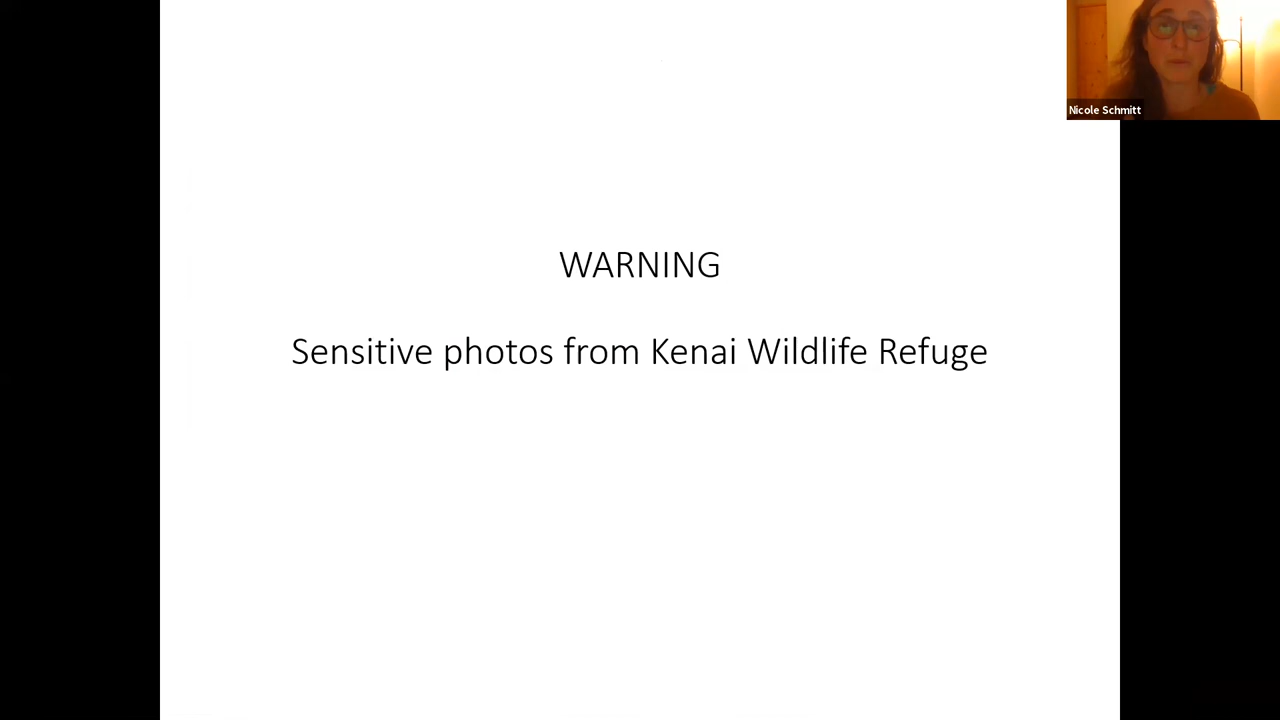 Nicole Schmitt
WARNING
Sensitive photos from Kenai Wildlife Refuge